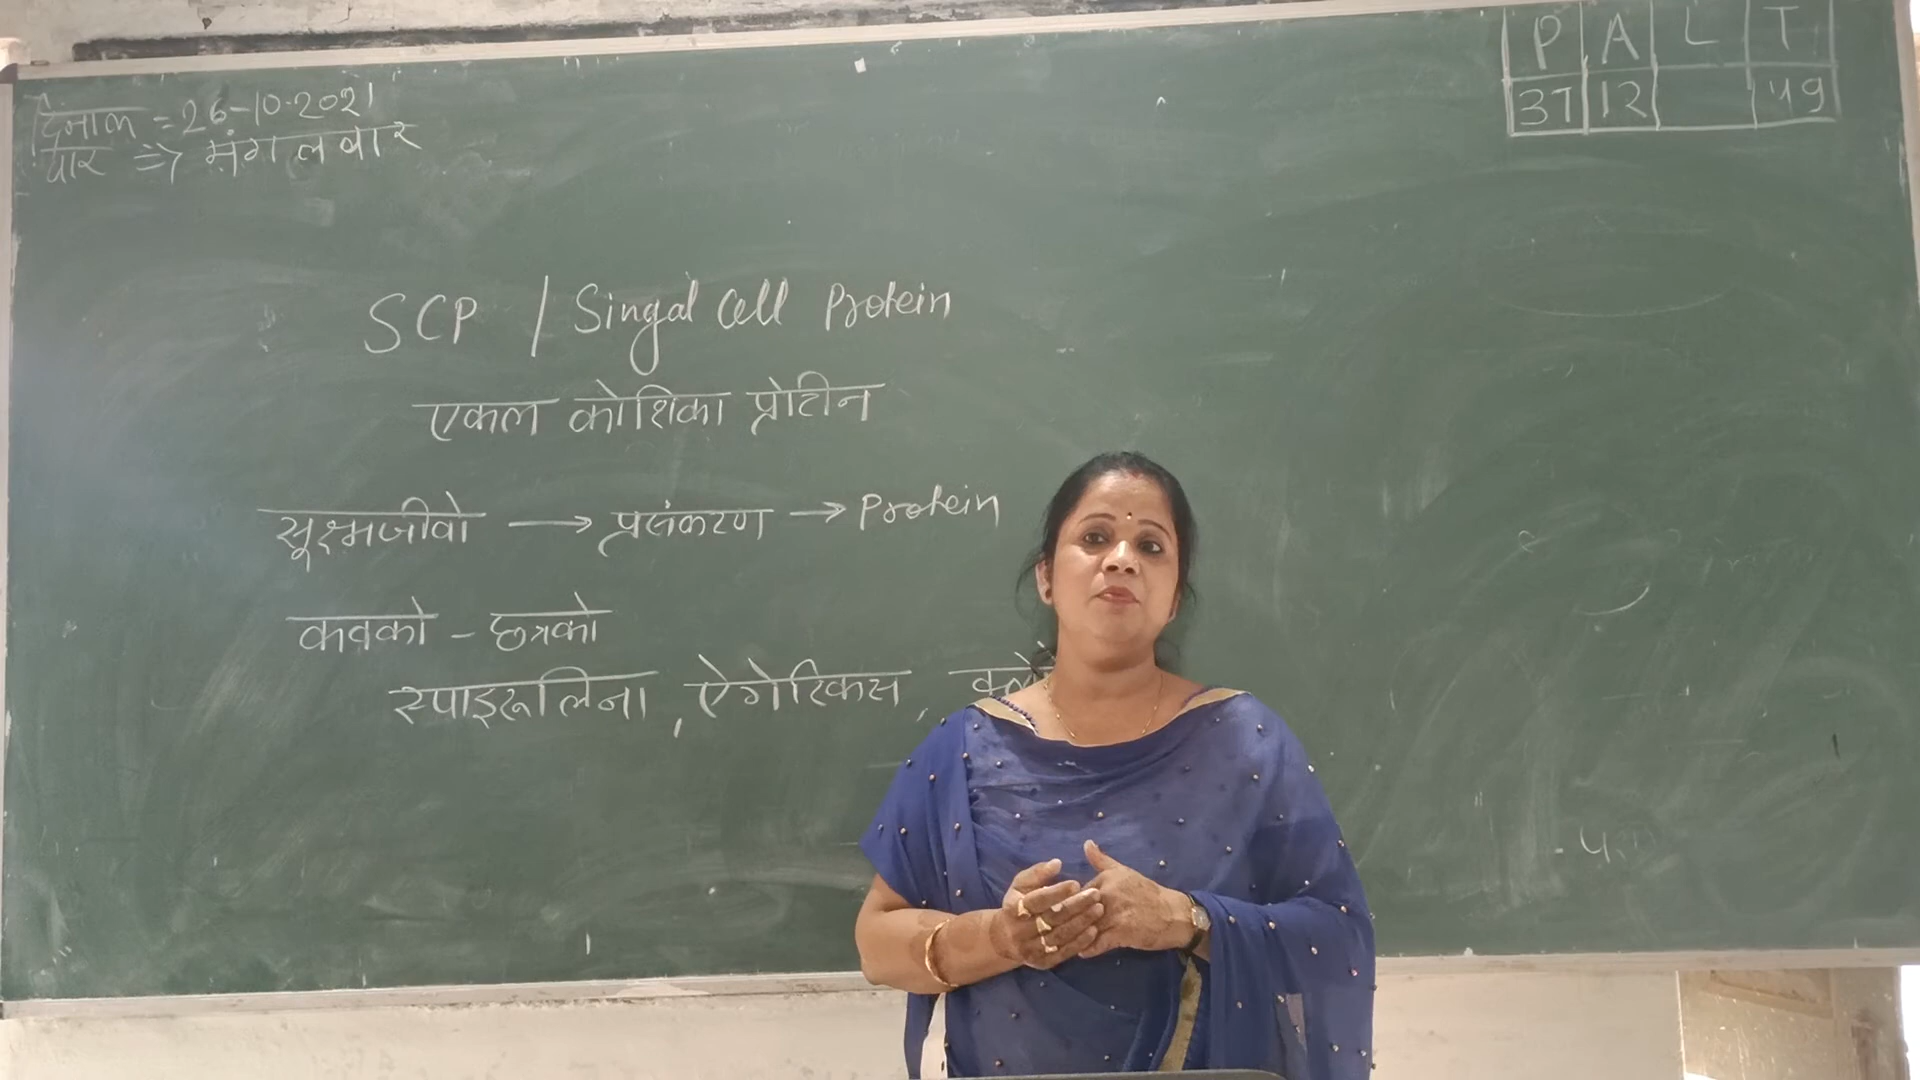 दिनांक = 26-10-2021
वार => मंगलवार
P A L T
37 12 49
SCP / Singal Cell Protein
एकल कोशिका प्रोटीन
सूक्ष्मजीवो → प्रसंकरण → Protein
कवको - छत्रको
स्पाइरूलिना, ऐगेरिकस,